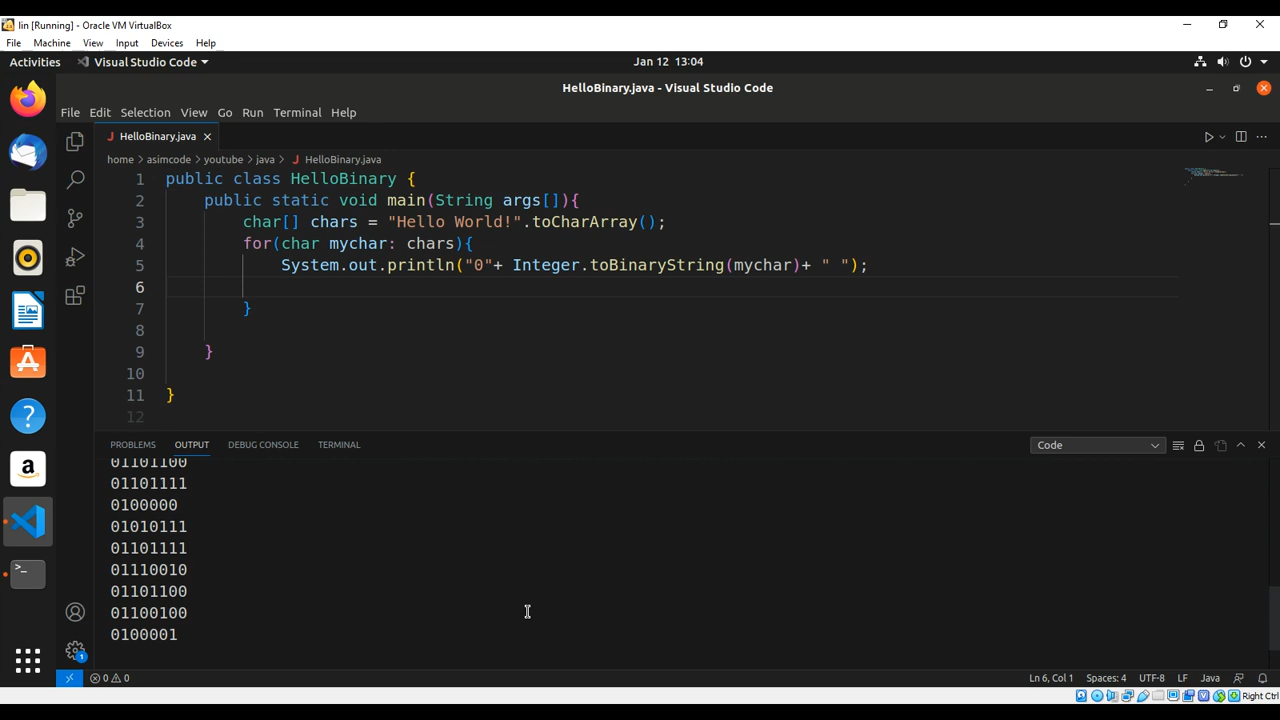 lin [Running] - Oracle VM VirtualBox
File Machine View Input Devices Help
Activities Visual Studio Code Jan 12 13:04
HelloBinary.java - Visual Studio Code
File Edit Selection View Go Run Terminal Help
J HelloBinary.java
home > asimcode > youtube > java > J HelloBinary.java
1 public class HelloBinary {
2 public static void main(String args[]){
3 char[] chars = "Hello World!".toCharArray();
4 for(char mychar: chars){
5 System.out.println("0"+ Integer.toBinaryString(mychar)+ " ");
6
7 }
8
9 }
10
11 }
12
PROBLEMS OUTPUT DEBUG CONSOLE TERMINAL Code
01101100
01101111
0100000
01010111
01101111
01110010
01101100
01100100
0100001
1
0 0 Ln 6, Col 1 Spaces: 4 UTF-8 LF Java
Right Ctrl